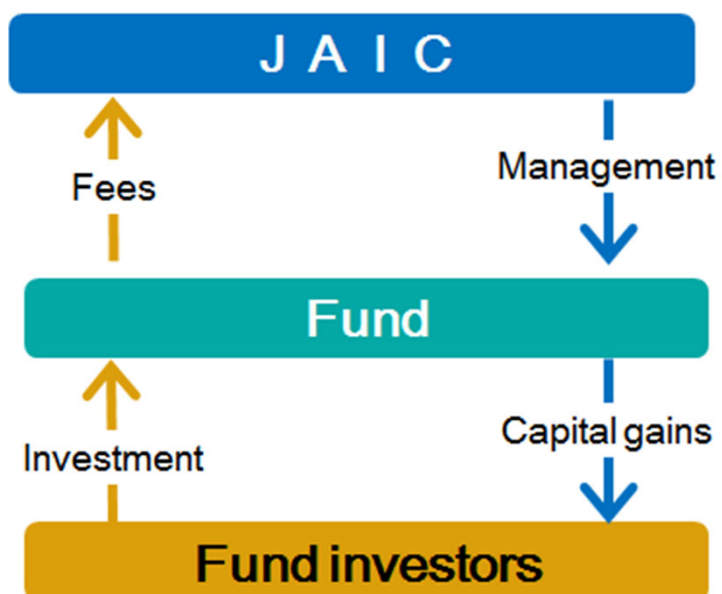 J A I C
Fees
Management
Fund
Investment
Capital gains
Fund investors